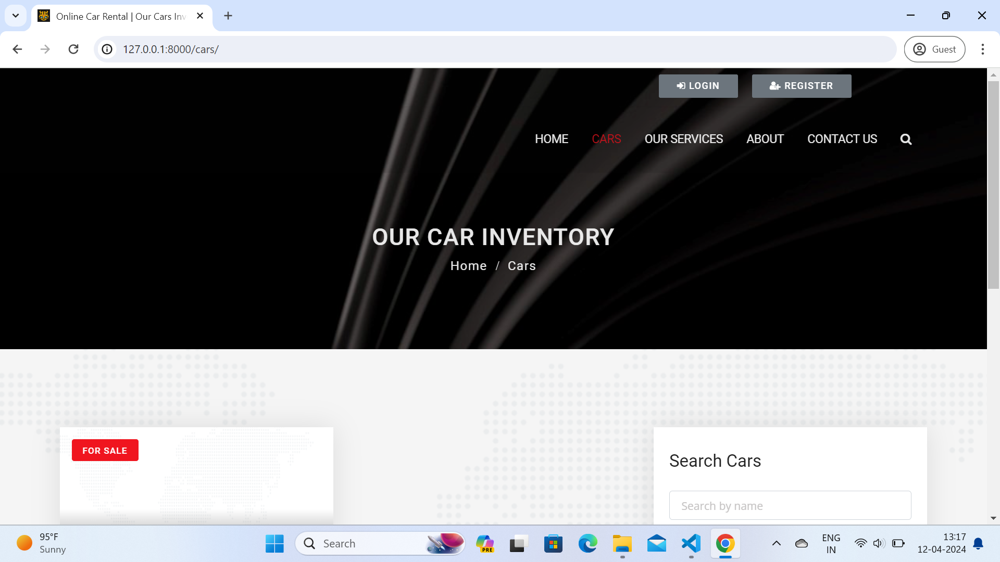 Online Car Rental | Our Cars Inv
127.0.0.1:8000/cars/
Guest
LOGIN
REGISTER
HOME
CARS
OUR SERVICES
ABOUT
CONTACT US
OUR CAR INVENTORY
Home / Cars
FOR SALE
Search Cars
Search by name
95°F
Sunny
Search
PRE
ENG
IN
13:17
12-04-2024